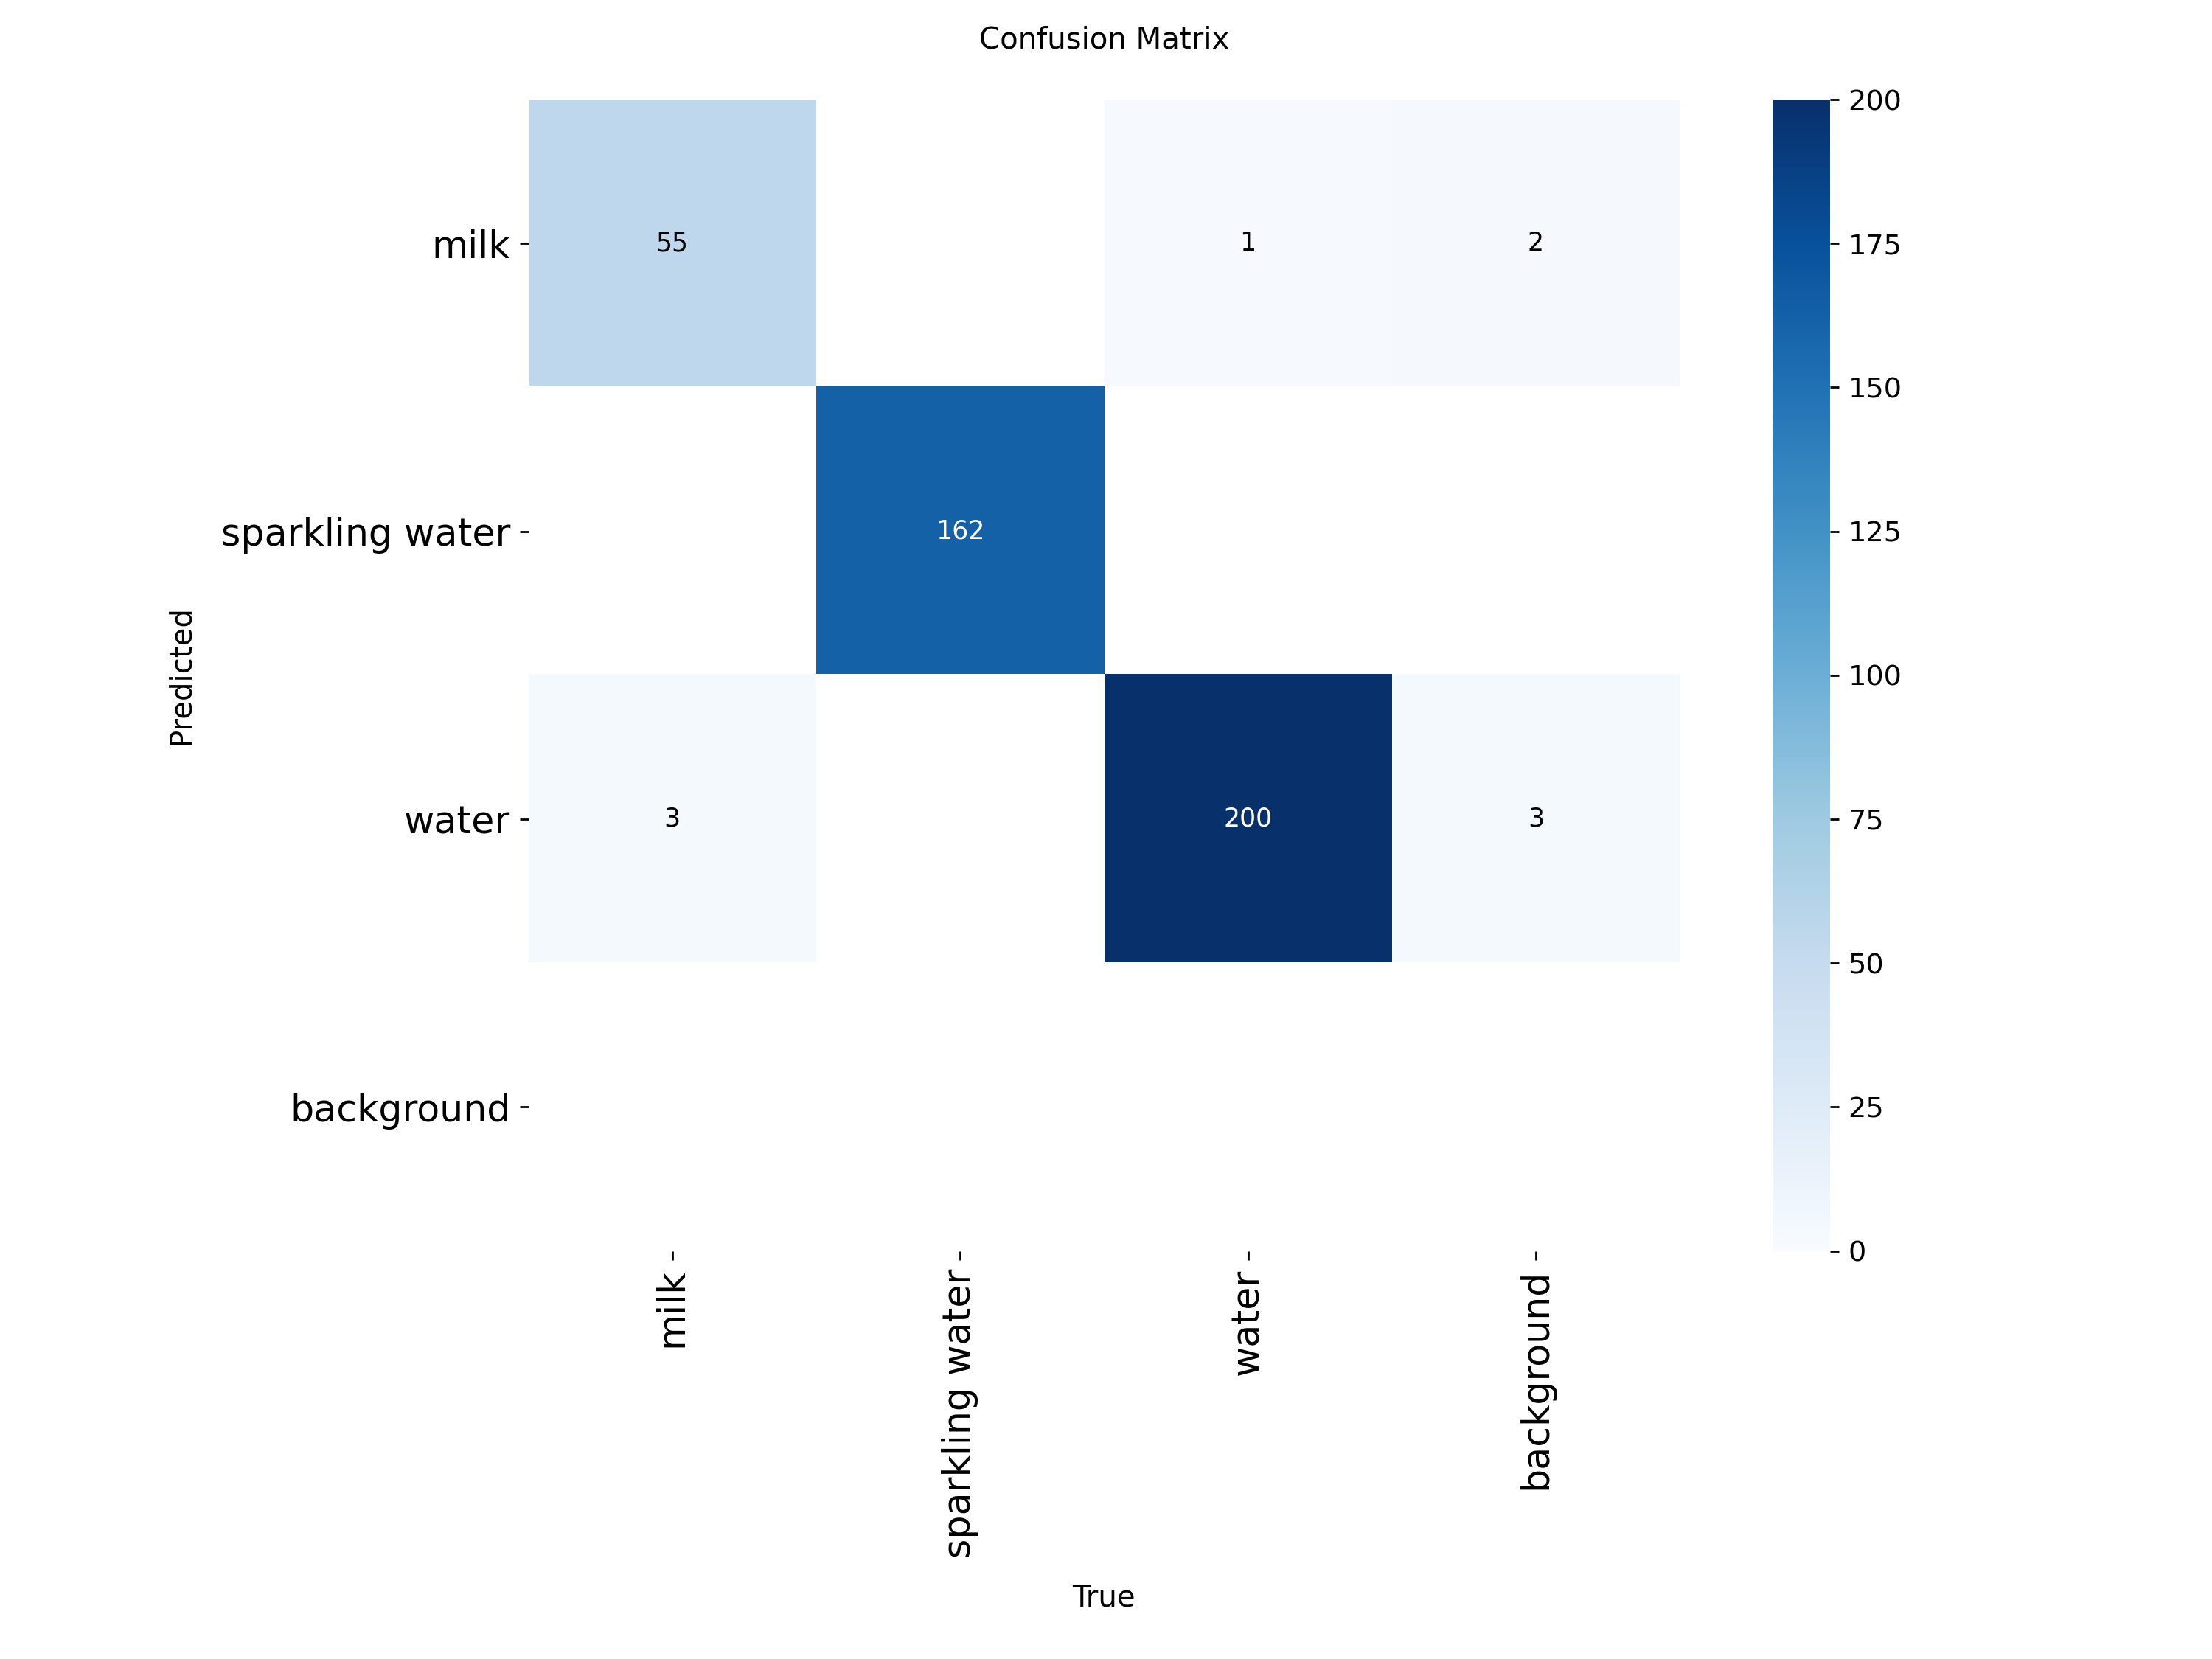 Confusion Matrix
milk
55
1
2
sparkling water
162
water
3
200
3
background
Predicted
milk
sparkling water
water
background
True
200
175
150
125
100
75
50
25
0